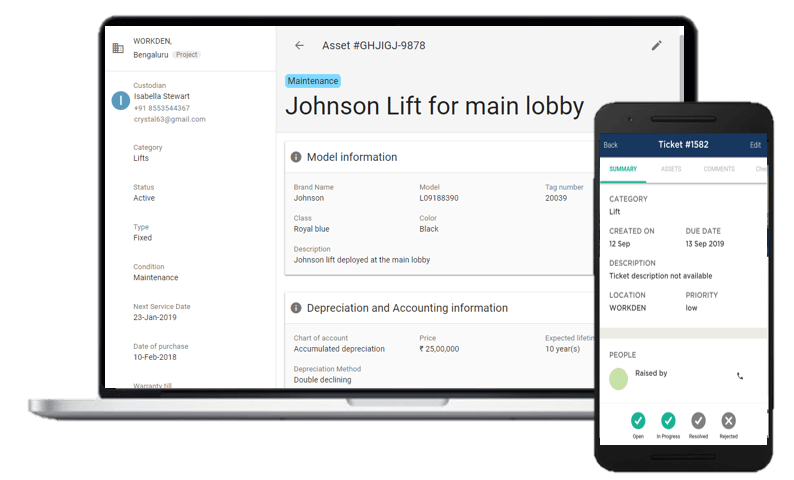 WORKDEN,
Bengaluru Project
Custodian
I
Isabella Stewart
+91 8553544367
crystal63@gmail.com
Category
Lifts
Status
Active
Type
Fixed
Condition
Maintenance
Next Service Date
23-Jan-2019
Date of purchase
10-Feb-2018
Warranty till
Asset #GHJIGJ-9878
Maintenance
Johnson Lift for main lobby
Model information
Brand Name Model Tag number
Johnson L09188390 20039
Class Color
Royal blue Black
Description
Johnson lift deployed at the main lobby
Depreciation and Accounting information
Chart of account Price Expected lifetim
Accumulated depreciation ₹ 25,00,000 10 year(s)
Depreciation Method
Double declining
Back Ticket #1582 Edit
SUMMARY ASSETS COMMENTS Che
CATEGORY
Lift
CREATED ON DUE DATE
12 Sep 13 Sep 2019
DESCRIPTION
Ticket description not available
LOCATION PRIORITY
WORKDEN low
PEOPLE
Raised by
Open In Progress Resolved Rejected